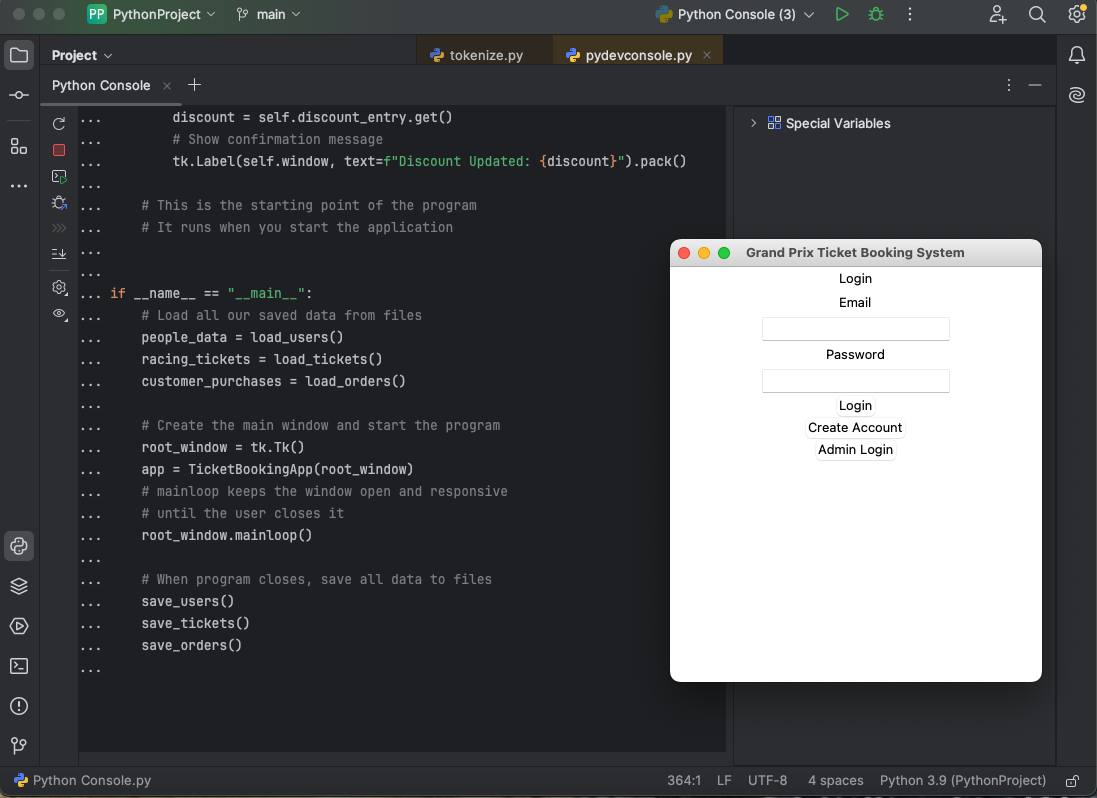 PP PythonProject main Python Console (3)
Project tokenize.py pydevconsole.py
Python Console
... discount = self.discount_entry.get()
... # Show confirmation message
... tk.Label(self.window, text=f"Discount Updated: {discount}").pack()
...
... # This is the starting point of the program
... # It runs when you start the application
...
...
... if __name__ == "__main__":
... # Load all our saved data from files
... people_data = load_users()
... racing_tickets = load_tickets()
... customer_purchases = load_orders()
...
... # Create the main window and start the program
... root_window = tk.Tk()
... app = TicketBookingApp(root_window)
... # mainloop keeps the window open and responsive
... # until the user closes it
... root_window.mainloop()
...
... # When program closes, save all data to files
... save_users()
... save_tickets()
... save_orders()
...
Special Variables
Grand Prix Ticket Booking System
Login
Email
Password
Login
Create Account
Admin Login
Python Console.py 364:1 LF UTF-8 4 spaces Python 3.9 (PythonProject)